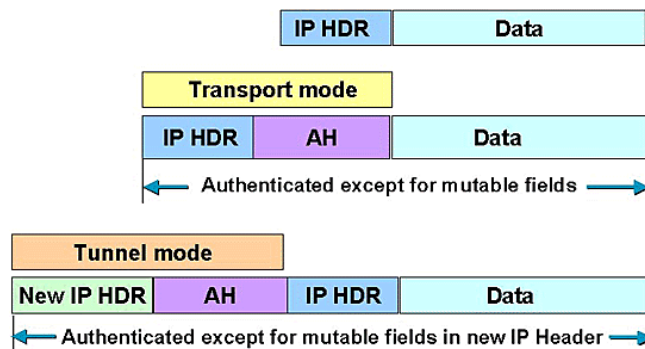 IP HDR Data
Transport mode
IP HDR AH Data
Authenticated except for mutable fields
Tunnel mode
New IP HDR AH IP HDR Data
Authenticated except for mutable fields in new IP Header